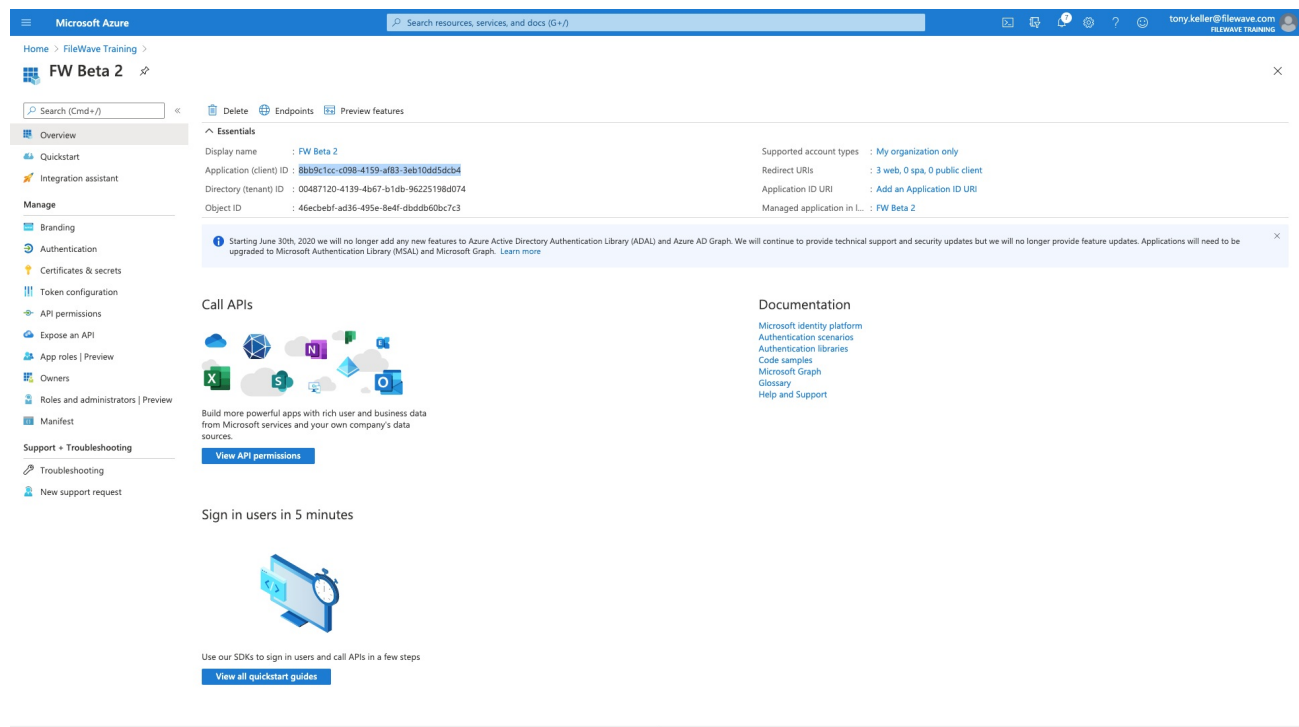 Microsoft Azure
Search resources, services, and docs (G+/)
tony.keller@filewave.com
FILEWAVE TRAINING
Home > FileWave Training >
FW Beta 2
Search (Cmd+/)
Overview
Quickstart
Integration assistant
Manage
Branding
Authentication
Certificates & secrets
Token configuration
API permissions
Expose an API
App roles | Preview
Owners
Roles and administrators | Preview
Manifest
Support + Troubleshooting
Troubleshooting
New support request
Delete Endpoints Preview features
Essentials
Display name : FW Beta 2
Application (client) ID : 8bb9c1cc-c098-4159-af83-3eb10dd5dcb4
Directory (tenant) ID : 00487120-4139-4b67-b1db-96225198d074
Object ID : 46ecbebf-ad36-495e-8e4f-dbddb60bc7c3
Supported account types : My organization only
Redirect URIs : 3 web, 0 spa, 0 public client
Application ID URI : Add an Application ID URI
Managed application in l... : FW Beta 2
Starting June 30th, 2020 we will no longer add any new features to Azure Active Directory Authentication Library (ADAL) and Azure AD Graph. We will continue to provide technical support and security updates but we will no longer provide feature updates. Applications will need to be
upgraded to Microsoft Authentication Library (MSAL) and Microsoft Graph. Learn more
Call APIs
Build more powerful apps with rich user and business data
from Microsoft services and your own company's data
sources.
View API permissions
Documentation
Microsoft identity platform
Authentication scenarios
Authentication libraries
Code samples
Microsoft Graph
Glossary
Help and Support
Sign in users in 5 minutes
Use our SDKs to sign in users and call APIs in a few steps
View all quickstart guides